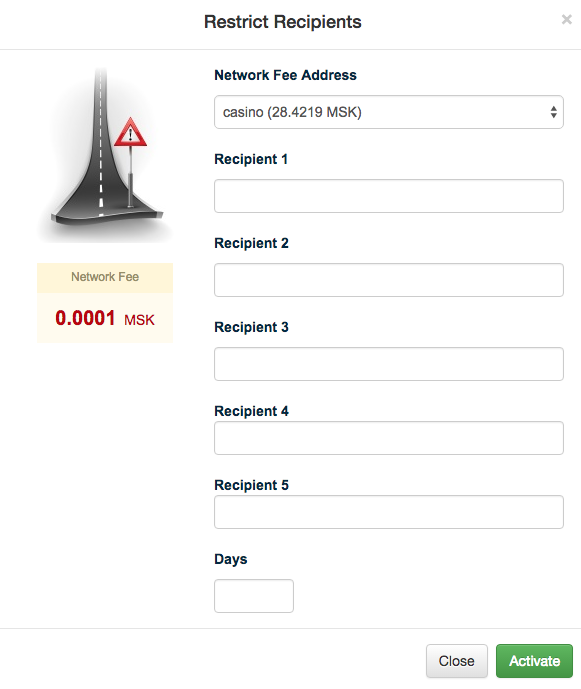 Restrict Recipients
×
Network Fee Address
casino (28.4219 MSK)
Recipient 1
Recipient 2
Network Fee
0.0001 MSK
Recipient 3
Recipient 4
Recipient 5
Days
Close
Activate